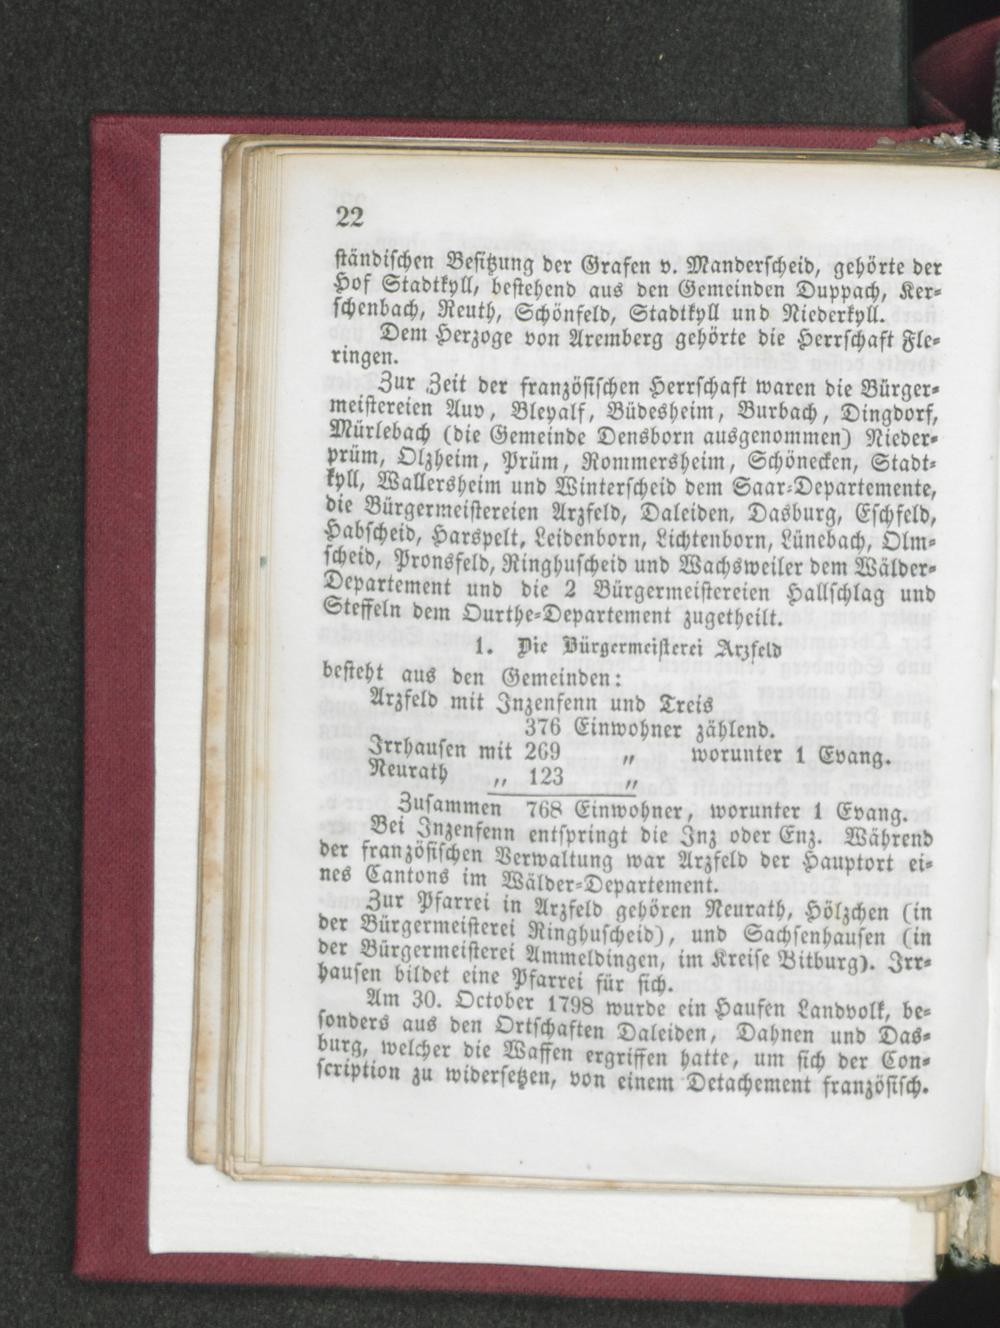 22
ständischen Besitzung der Grafen v. Manderscheid, gehörte der
Hof Stadtkyll, bestehend aus den Gemeinden Duppach, Ker-
schenbach, Reuth, Schönfeld, Stadtkyll und Niederkyll.
Dem Herzoge von Aremberg gehörte die Herrschaft Fle-
ringen.
Zur Zeit der französischen Herrschaft waren die Bürger-
meistereien Auv, Bleyalf, Büdesheim, Burbach, Dingdorf,
Mürlebach (die Gemeinde Densborn ausgenommen) Nieder-
prüm, Olzheim, Prüm, Rommersheim, Schönecken, Stadt-
kyll, Wallersheim und Winterscheid dem Saar-Departemente,
die Bürgermeistereien Arzfeld, Daleiden, Dasburg, Eschfeld,
Habscheid, Harspelt, Leidenborn, Lichtenborn, Lünebach, Olm-
scheid, Pronsfeld, Ringhuscheid und Wachsweiler dem Wälder-
Departement und die 2 Bürgermeistereien Hallschlag und
Steffeln dem Ourthe-Departement zugetheilt.
1. Die Bürgermeisterei Arzfeld
besteht aus den Gemeinden:
Arzfeld mit Inzenfenn und Treis
376 Einwohner zählend.
Irrhausen mit 269 „ worunter 1 Evang.
Neurath „ 123 „
Zusammen 768 Einwohner, worunter 1 Evang.
Bei Inzenfenn entspringt die Inz oder Enz. Während
der französischen Verwaltung war Arzfeld der Hauptort ei-
nes Cantons im Wälder-Departement.
Zur Pfarrei in Arzfeld gehören Neurath, Hölzchen (in
der Bürgermeisterei Ringhuscheid), und Sachsenhausen (in
der Bürgermeisterei Ammeldingen, im Kreise Bitburg). Irr-
hausen bildet eine Pfarrei für sich.
Am 30. October 1798 wurde ein Haufen Landvolk, be-
sonders aus den Ortschaften Daleiden, Dahnen und Das-
burg, welcher die Waffen ergriffen hatte, um sich der Con-
scription zu widersetzen, von einem Detachement französisch.